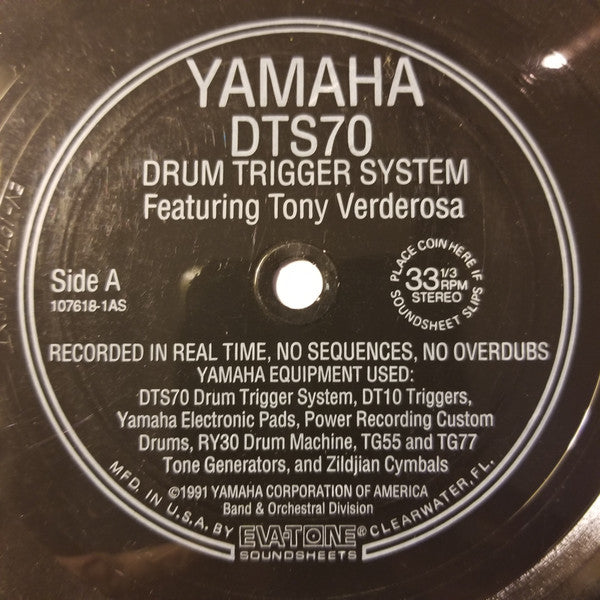 YAMAHA
DTS70
DRUM TRIGGER SYSTEM
Featuring Tony Verderosa
Side A
107618-1AS
PLACE COIN HERE IF
SOUNDSHEET SLIPS
33 1/3
RPM
STEREO
RECORDED IN REAL TIME, NO SEQUENCES, NO OVERDUBS
YAMAHA EQUIPMENT USED:
DTS70 Drum Trigger System, DT10 Triggers,
Yamaha Electronic Pads, Power Recording Custom
Drums, RY30 Drum Machine, TG55 and TG77
Tone Generators, and Zildjian Cymbals
©1991 YAMAHA CORPORATION OF AMERICA
Band & Orchestral Division
MFD. IN U.S.A. BY EVA-TONE® CLEARWATER, FL.
SOUNDSHEETS